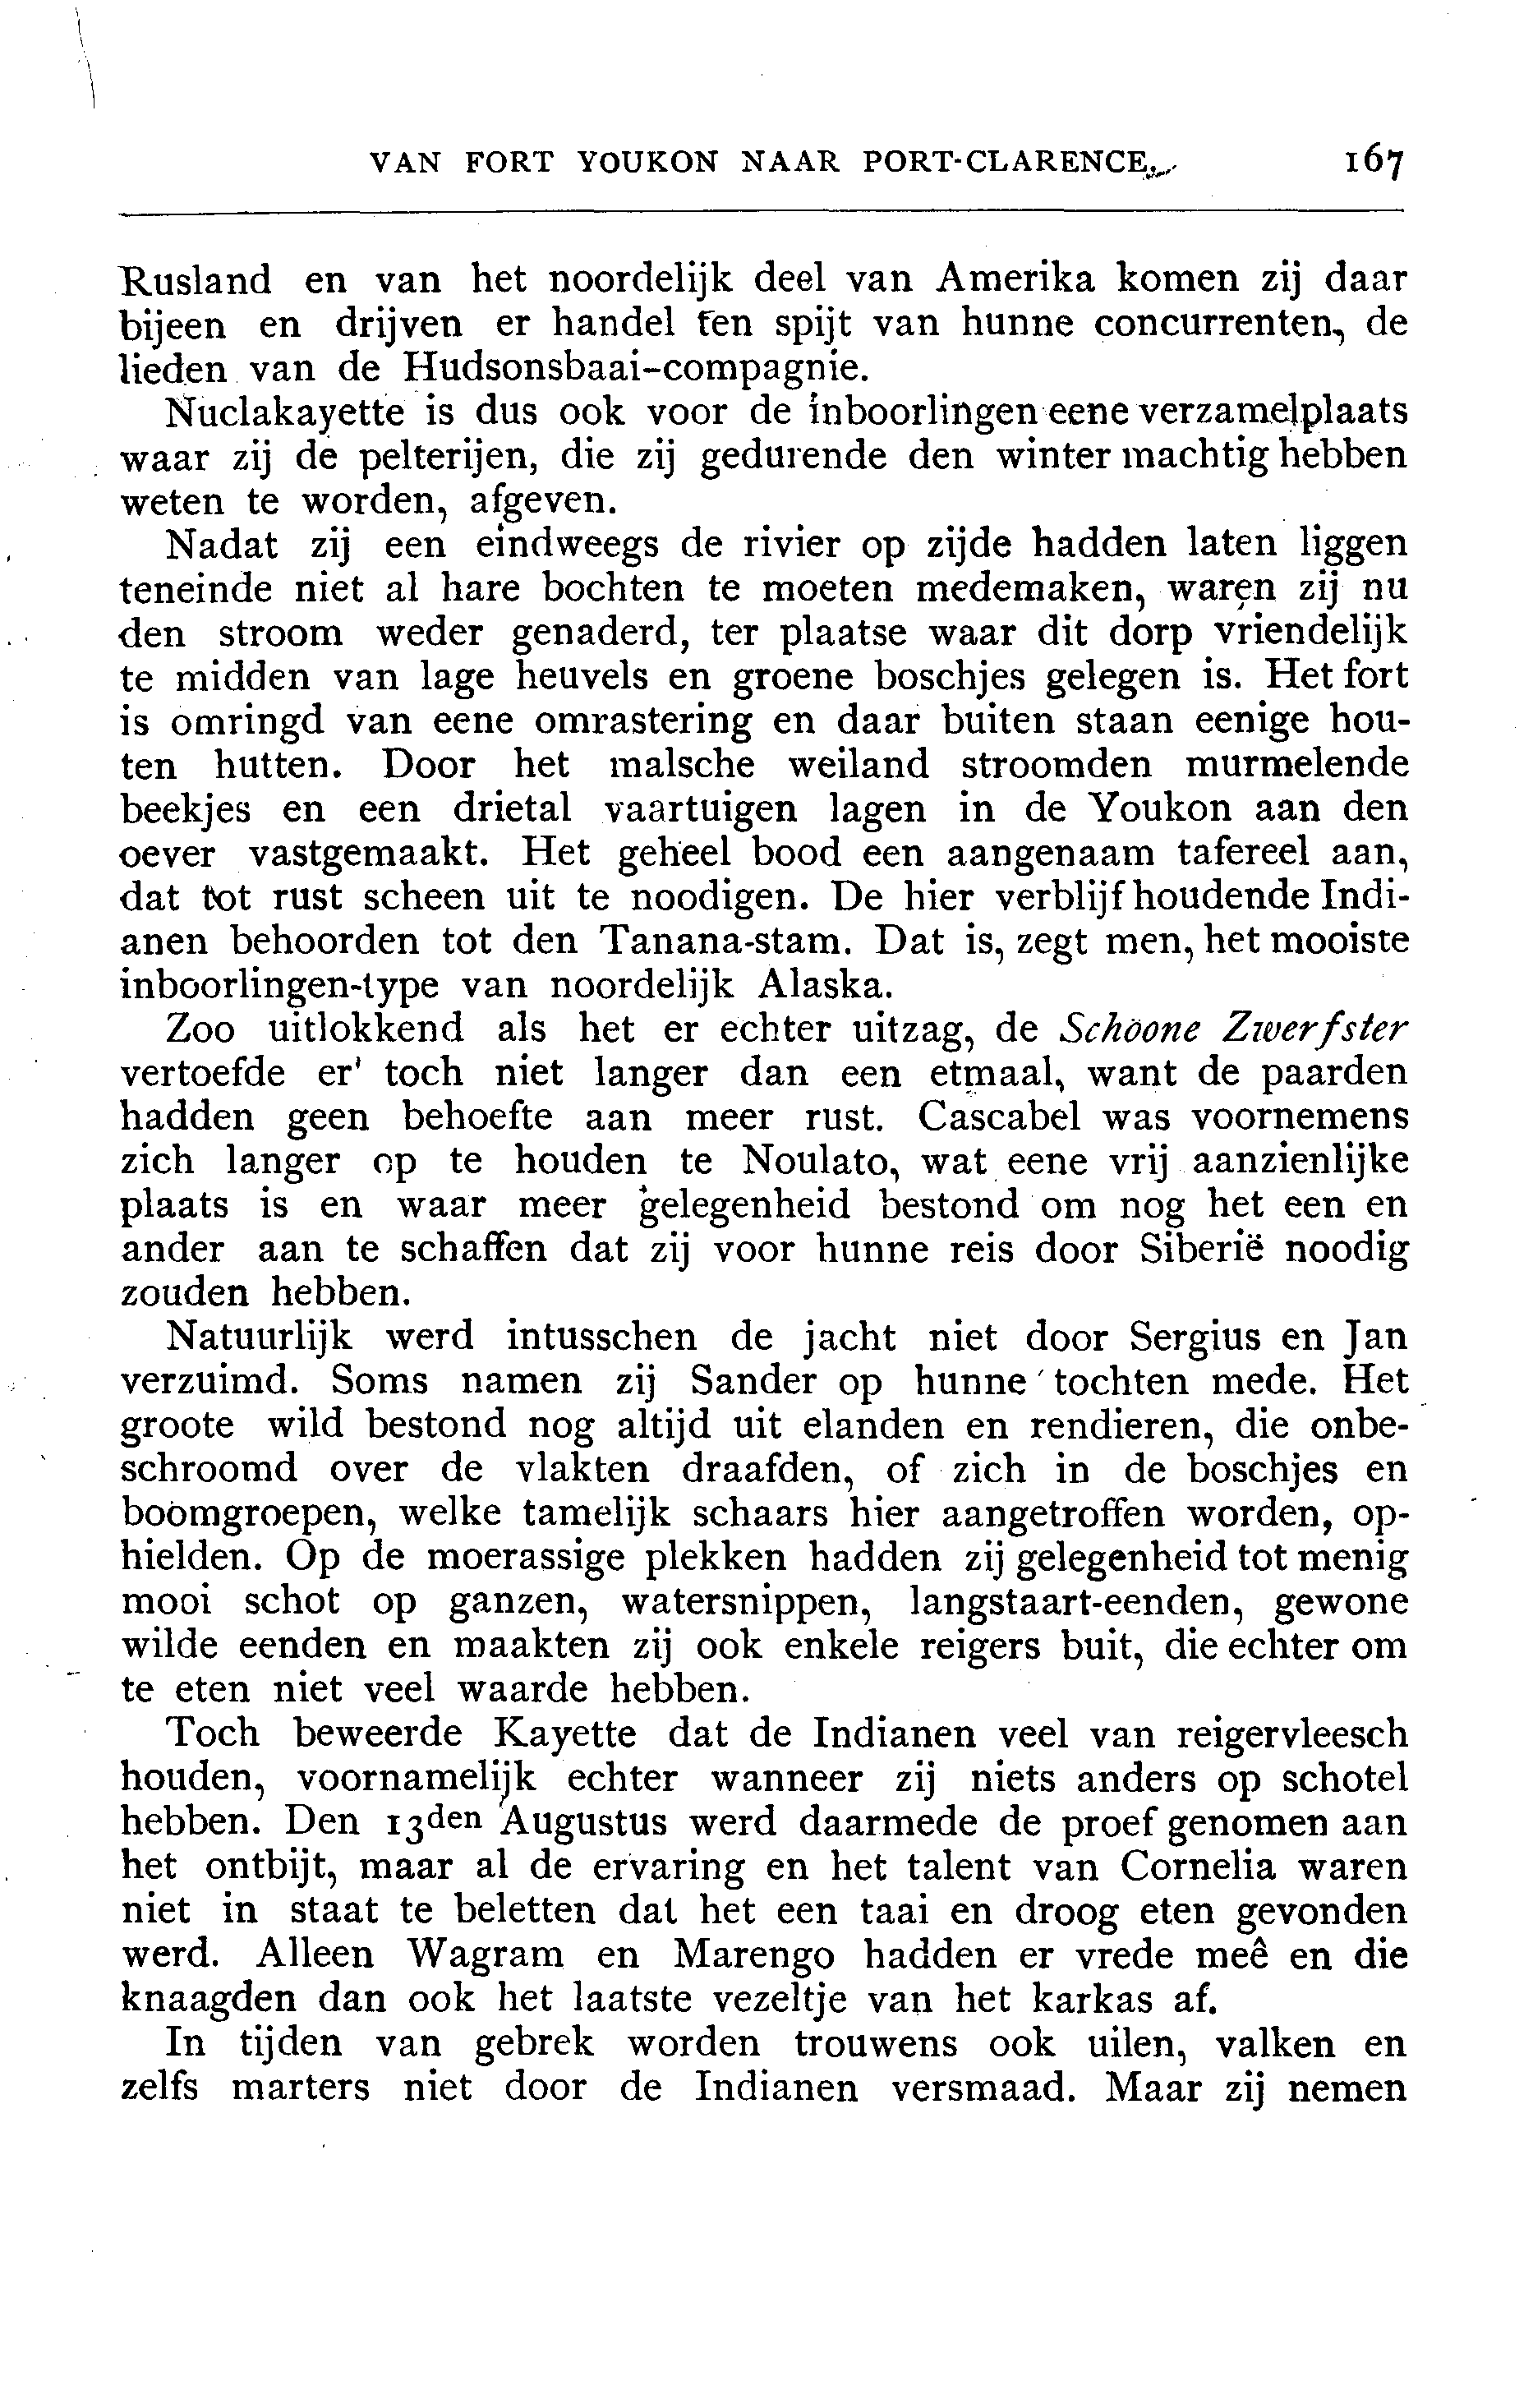 VAN FORT YOUKON NAAR PORT-CLARENCE. 167
Rusland en van het noordelijk deel van Amerika komen zij daar
bijeen en drijven er handel ten spijt van hunne concurrenten, de
lieden van de Hudsonsbaai-compagnie.
Nuclakayette is dus ook voor de inboorlingen eene verzamelplaats
waar zij de pelterijen, die zij gedurende den winter machtig hebben
weten te worden, afgeven.
Nadat zij een eindweegs de rivier op zijde hadden laten liggen
teneinde niet al hare bochten te moeten medemaken, waren zij nu
den stroom weder genaderd, ter plaatse waar dit dorp vriendelijk
te midden van lage heuvels en groene boschjes gelegen is. Het fort
is omringd van eene omrastering en daar buiten staan eenige hou-
ten hutten. Door het malsche weiland stroomden murmelende
beekjes en een drietal vaartuigen lagen in de Youkon aan den
oever vastgemaakt. Het geheel bood een aangenaam tafereel aan,
dat tot rust scheen uit te noodigen. De hier verblijf houdende Indi-
anen behoorden tot den Tanana-stam. Dat is, zegt men, het mooiste
inboorlingen-type van noordelijk Alaska.
Zoo uitlokkend als het er echter uitzag, de Schoone Zwerfster
vertoefde er toch niet langer dan een etmaal, want de paarden
hadden geen behoefte aan meer rust. Cascabel was voornemens
zich langer op te houden te Noulato, wat eene vrij aanzienlijke
plaats is en waar meer gelegenheid bestond om nog het een en
ander aan te schaffen dat zij voor hunne reis door Siberië noodig
zouden hebben.
Natuurlijk werd intusschen de jacht niet door Sergius en Jan
verzuimd. Soms namen zij Sander op hunne tochten mede. Het
groote wild bestond nog altijd uit elanden en rendieren, die onbe-
schroomd over de vlakten draafden, of zich in de boschjes en
boomgroepen, welke tamelijk schaars hier aangetroffen worden, op-
hielden. Op de moerassige plekken hadden zij gelegenheid tot menig
mooi schot op ganzen, watersnippen, langstaart-eenden, gewone
wilde eenden en maakten zij ook enkele reigers buit, die echter om
te eten niet veel waarde hebben.
Toch beweerde Kayette dat de Indianen veel van reigervleesch
houden, voornamelijk echter wanneer zij niets anders op schotel
hebben. Den 13den Augustus werd daarmede de proef genomen aan
het ontbijt, maar al de ervaring en het talent van Cornelia waren
niet in staat te beletten dat het een taai en droog eten gevonden
werd. Alleen Wagram en Marengo hadden er vrede meê en die
knaagden dan ook het laatste vezeltje van het karkas af.
In tijden van gebrek worden trouwens ook uilen, valken en
zelfs marters niet door de Indianen versmaad. Maar zij nemen